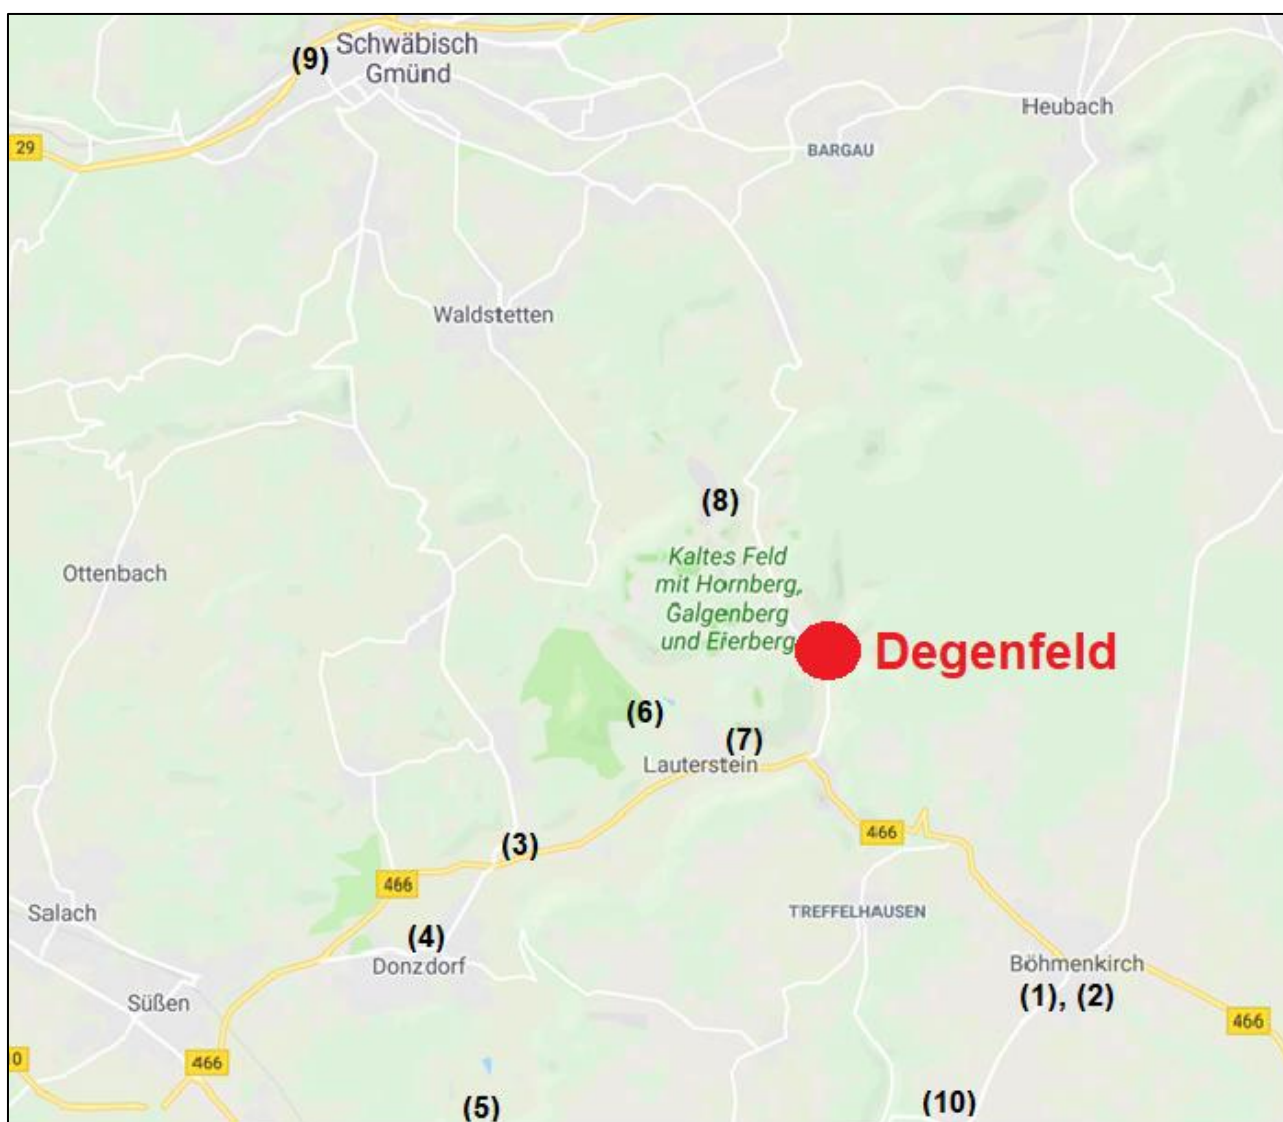 (9)
Schwäbisch
Gmünd
Heubach
29
BARGAU
Waldstetten
(8)
Kaltes Feld
mit Hornberg,
Galgenberg
und Eierberg
Ottenbach
Degenfeld
(6)
(7)
Lauterstein
(3)
466
466
Salach
(4)
Donzdorf
TREFFELHAUSEN
Böhmenkirch
(1), (2)
Süßen
466
0
466
(5)
(10)